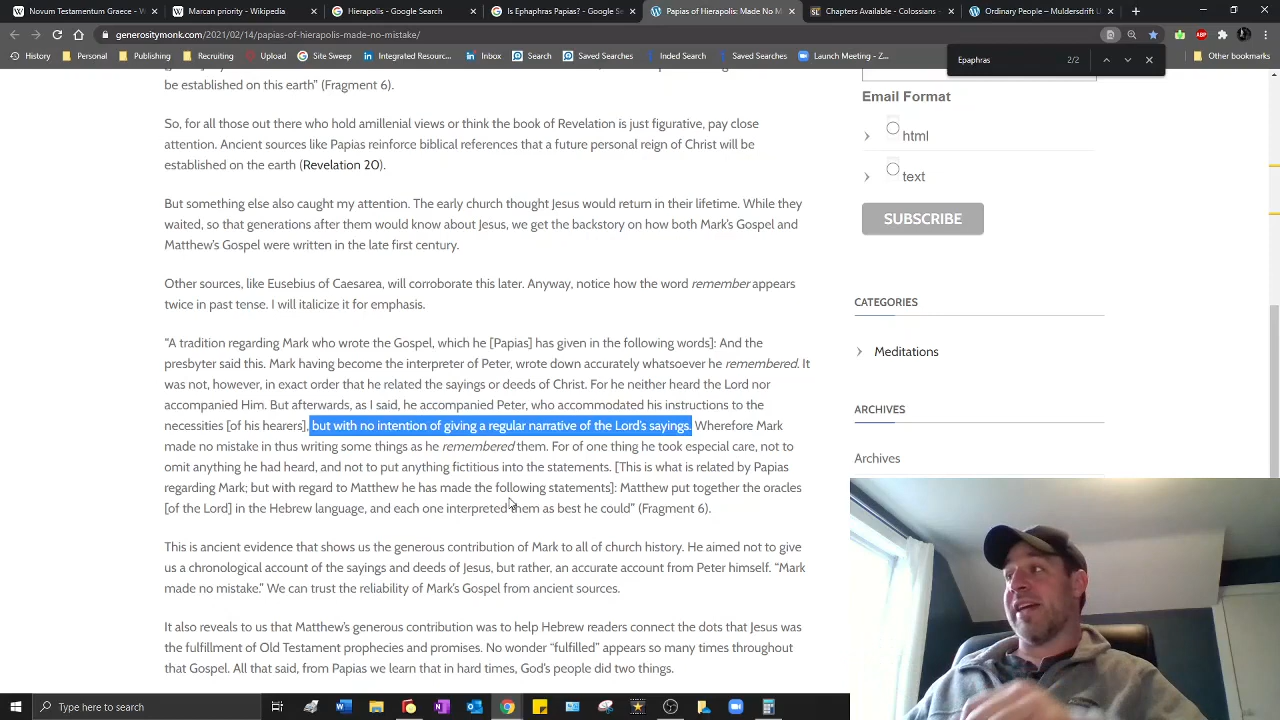 Novum Testamentum Graece
Marcan priority - Wikipedia
Hierapolis - Google Search
Is Ephphras Papias? - Google Se
Papias of Hierapolis Made No M
Chapters Available - Colossians -
Ordinary People – Muldersdrift U
generositymonk.com/2021/02/14/papias-of-hierapolis-made-no-mistake/
History
Personal
Publishing
Recruiting
Upload
Site Sweep
Integrated Resource...
Search
Saved Searches
Saved Searches
Indeed Search
Launch Meeting - Z...
Other bookmarks
Epaphras
2/2
be established on this earth” (Fragment 6).
So, for all those out there who hold amillenial views or think the book of Revelation is just figurative, pay close
attention. Ancient sources like Papias reinforce biblical references that a future personal reign of Christ will be
established on the earth (Revelation 20).
But something else also caught my attention. The early church thought Jesus would return in their lifetime. While they
waited, so that generations after them would know about Jesus, we get the backstory on how both Mark’s Gospel and
Matthew’s Gospel were written in the late first century.
Other sources, like Eusebius of Caesarea, will corroborate this later. Anyway, notice how the word remember appears
twice in past tense. I will italicize it for emphasis.
“A tradition regarding Mark who wrote the Gospel, which he [Papias] has given in the following words]: And the
presbyter said this. Mark having become the interpreter of Peter, wrote down accurately whatsoever he remembered. It
was not, however, in exact order that he related the sayings or deeds of Christ. For he neither heard the Lord nor
accompanied Him. But afterwards, as I said, he accompanied Peter, who accommodated his instructions to the
necessities [of his hearers], but with no intention of giving a regular narrative of the Lord’s sayings. Wherefore Mark
made no mistake in thus writing some things as he remembered them. For of one thing he took especial care, not to
omit anything he had heard, and not to put anything fictitious into the statements. [This is what is related by Papias
regarding Mark; but with regard to Matthew he has made the following statements]: Matthew put together the oracles
[of the Lord] in the Hebrew language, and each one interpreted them as best he could” (Fragment 6).
This is ancient evidence that shows us the generous contribution of Mark to all of church history. He aimed not to give
us a chronological account of the sayings and deeds of Jesus, but rather, an accurate account from Peter himself. “Mark
made no mistake.” We can trust the reliability of Mark’s Gospel from ancient sources.
It also reveals to us that Matthew’s generous contribution was to help Hebrew readers connect the dots that Jesus was
the fulfillment of Old Testament prophecies and promises. No wonder “fulfilled” appears so many times throughout
that Gospel. All that said, from Papias we learn that in hard times, God’s people did two things.
Email Format
html
text
SUBSCRIBE
CATEGORIES
Meditations
ARCHIVES
Archives
Type here to search